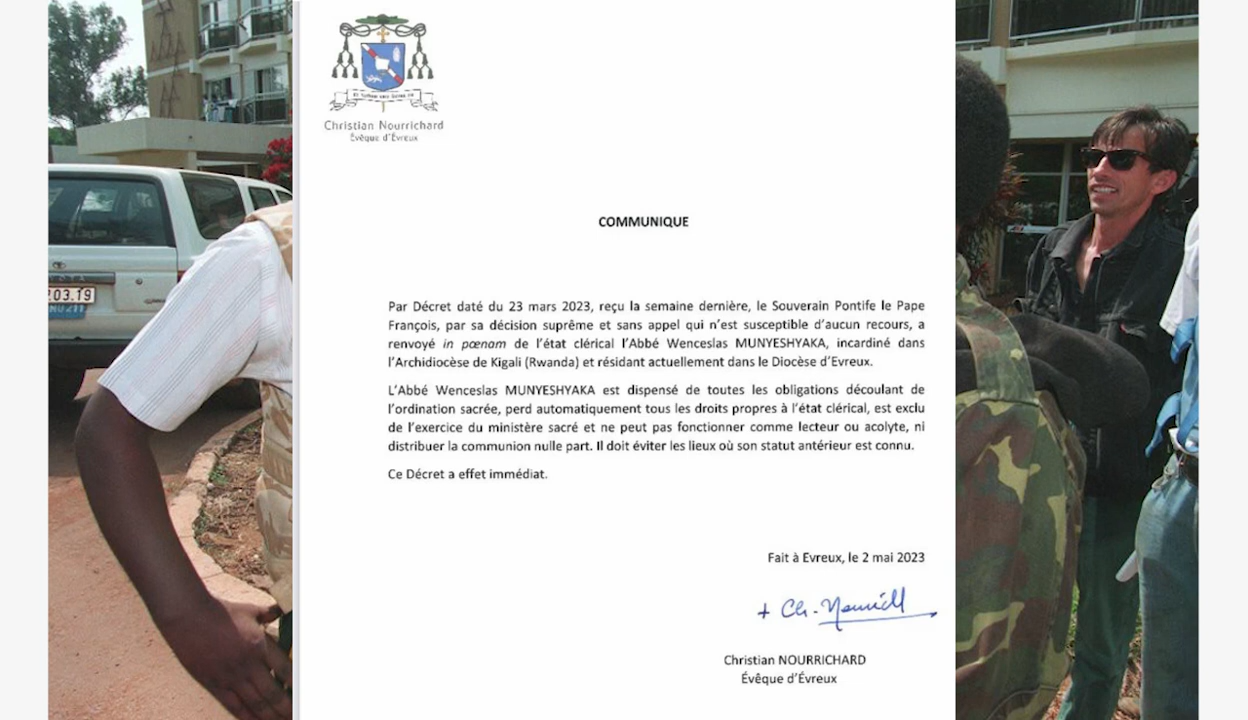 Christian Nourrichard
Évêque d'Évreux
COMMUNIQUE
Par Décret daté du 23 mars 2023, reçu la semaine dernière, le Souverain Pontife le Pape
François, par sa décision suprême et sans appel qui n'est susceptible d'aucun recours, a
renvoyé in pœnam de l'état clérical l'Abbé Wenceslas MUNYESHYAKA, incardiné dans
l'Archidiocèse de Kigali (Rwanda) et résidant actuellement dans le Diocèse d'Evreux.
L'Abbé Wenceslas MUNYESHYAKA est dispensé de toutes les obligations découlant de
l'ordination sacrée, perd automatiquement tous les droits propres à l'état clérical, est exclu
de l'exercice du ministère sacré et ne peut pas fonctionner comme lecteur ou acolyte, ni
distribuer la communion nulle part. Il doit éviter les lieux où son statut antérieur est connu.
Ce Décret a effet immédiat.
Fait à Evreux, le 2 mai 2023
+ Ch.
Christian NOURRICHARD
Évêque d'Évreux
203.19